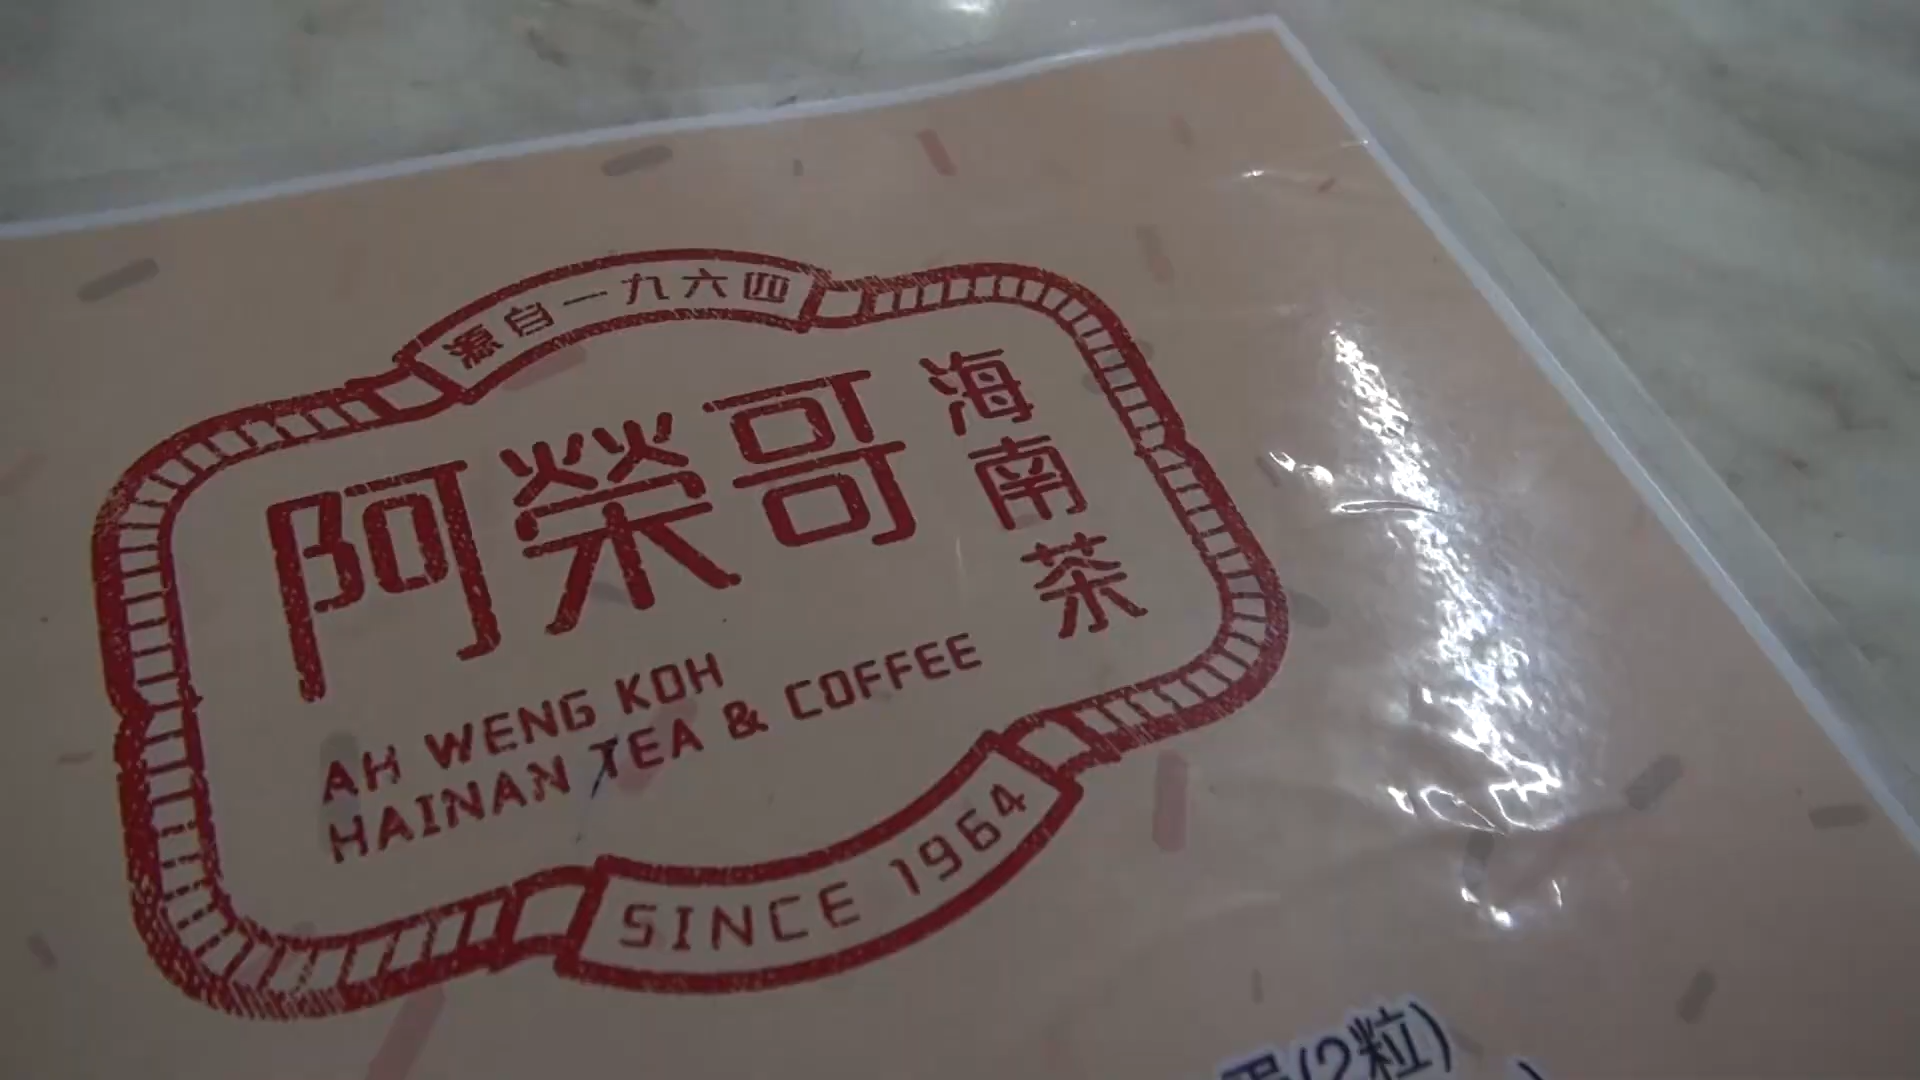 源自一九六四
阿榮哥
海南茶
AH WENG KOH
HAINAN TEA & COFFEE
SINCE 1964
蛋(2粒)